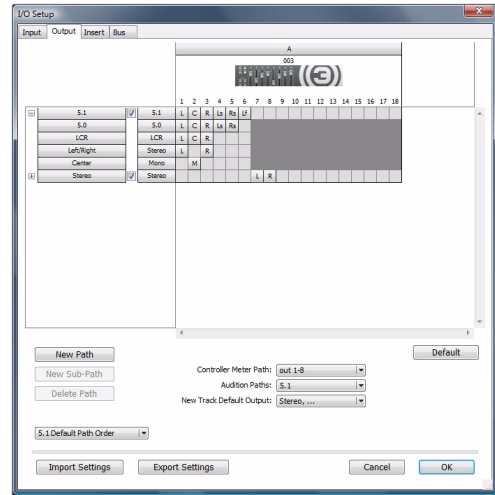 I/O Setup
Input Output Insert Bus
A
003
1 2 3 4 5 6 7 8 9 10 11 12 13 14 15 16 17 18
5.1 5.1 L C R Ls Rs Lf
5.0 5.0 L C R Ls Rs
LCR LCR L C R
Left/Right Stereo L R
Center Mono M
Stereo Stereo L R
New Path
Default
New Sub-Path
Controller Meter Path: out 1-8
Delete Path
Audition Paths: 5.1
New Track Default Output: Stereo, ...
5.1 Default Path Order
Import Settings Export Settings Cancel OK